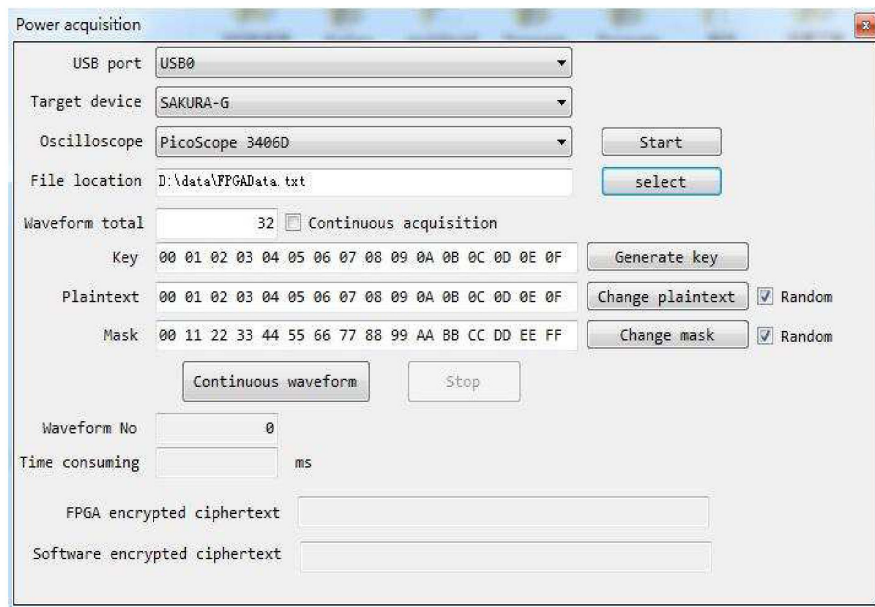 Power acquisition
USB port USB0
Target device SAKURA-G
Oscilloscope PicoScope 3406D Start
File location D:\data\FPGAData.txt select
Waveform total 32 Continuous acquisition
Key 00 01 02 03 04 05 06 07 08 09 0A 0B 0C 0D 0E 0F Generate key
Plaintext 00 01 02 03 04 05 06 07 08 09 0A 0B 0C 0D 0E 0F Change plaintext Random
Mask 00 11 22 33 44 55 66 77 88 99 AA BB CC DD EE FF Change mask Random
Continuous waveform Stop
Waveform No 0
Time consuming ms
FPGA encrypted ciphertext
Software encrypted ciphertext